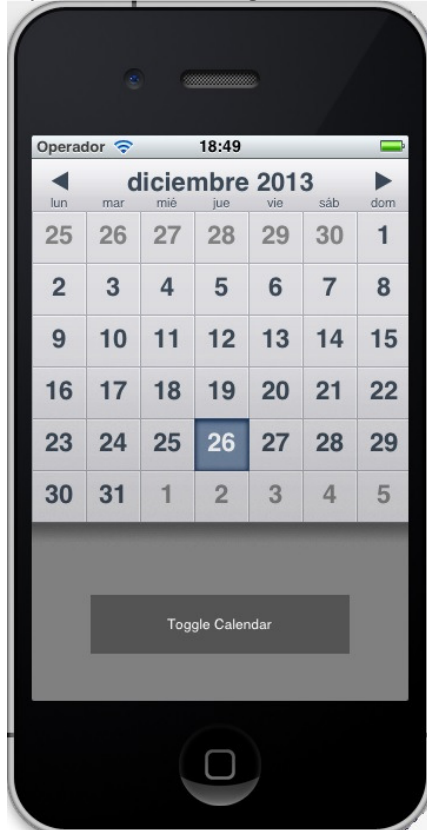 Operador 18:49
diciembre 2013
lun mar mié jue vie sáb dom
25 26 27 28 29 30 1
2 3 4 5 6 7 8
9 10 11 12 13 14 15
16 17 18 19 20 21 22
23 24 25 26 27 28 29
30 31 1 2 3 4 5
Toggle Calendar